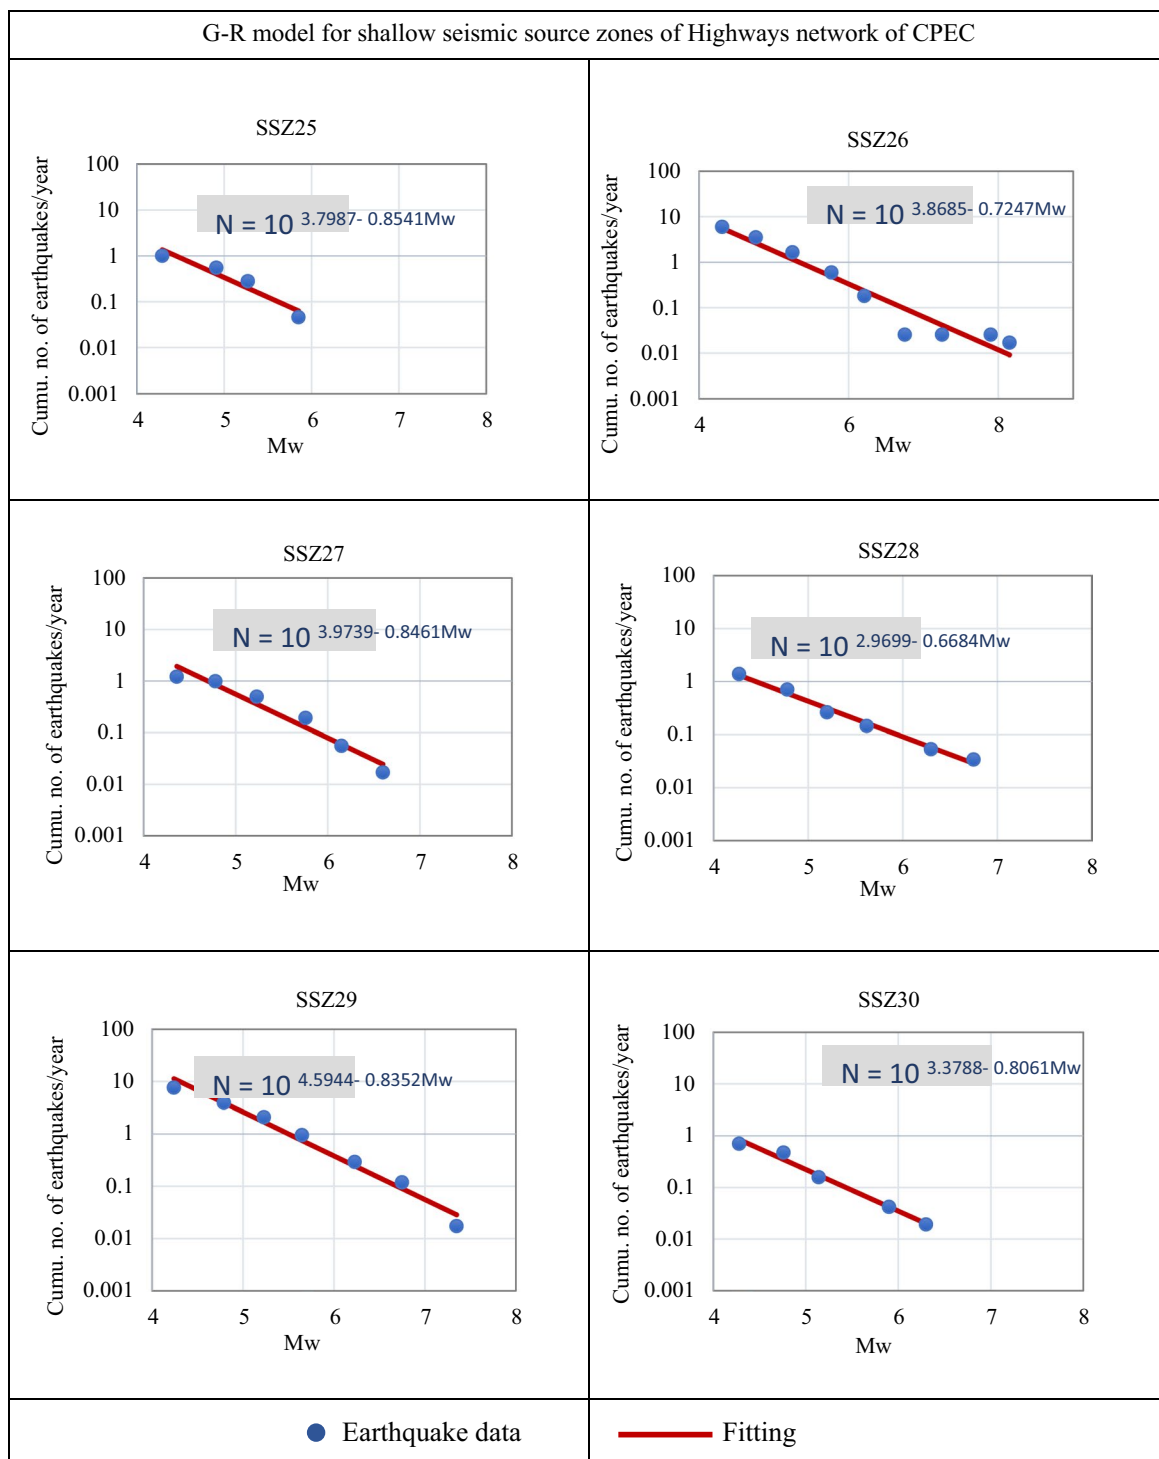 G-R model for shallow seismic source zones of Highways network of CPEC
SSZ25
Cumu. no. of earthquakes/year
100
10
1
0.1
0.01
0.001
N = 10 3.7987- 0.8541Mw
4 5 6 7 8
Mw
SSZ26
Cumu. no. of earthquakes/year
100
10
1
0.1
0.01
0.001
N = 10 3.8685- 0.7247Mw
4 6 8
Mw
SSZ27
Cumu. no. of earthquakes/year
100
10
1
0.1
0.01
0.001
N = 10 3.9739- 0.8461Mw
4 5 6 7 8
Mw
SSZ28
Cumu. no. of earthquakes/year
100
10
1
0.1
0.01
0.001
N = 10 2.9699- 0.6684Mw
4 5 6 7 8
Mw
SSZ29
Cumu. no. of earthquakes/year
100
10
1
0.1
0.01
0.001
N = 10 4.5944- 0.8352Mw
4 5 6 7 8
Mw
SSZ30
Cumu. no. of earthquakes/year
100
10
1
0.1
0.01
0.001
N = 10 3.3788- 0.8061Mw
4 5 6 7 8
Mw
Earthquake data
Fitting